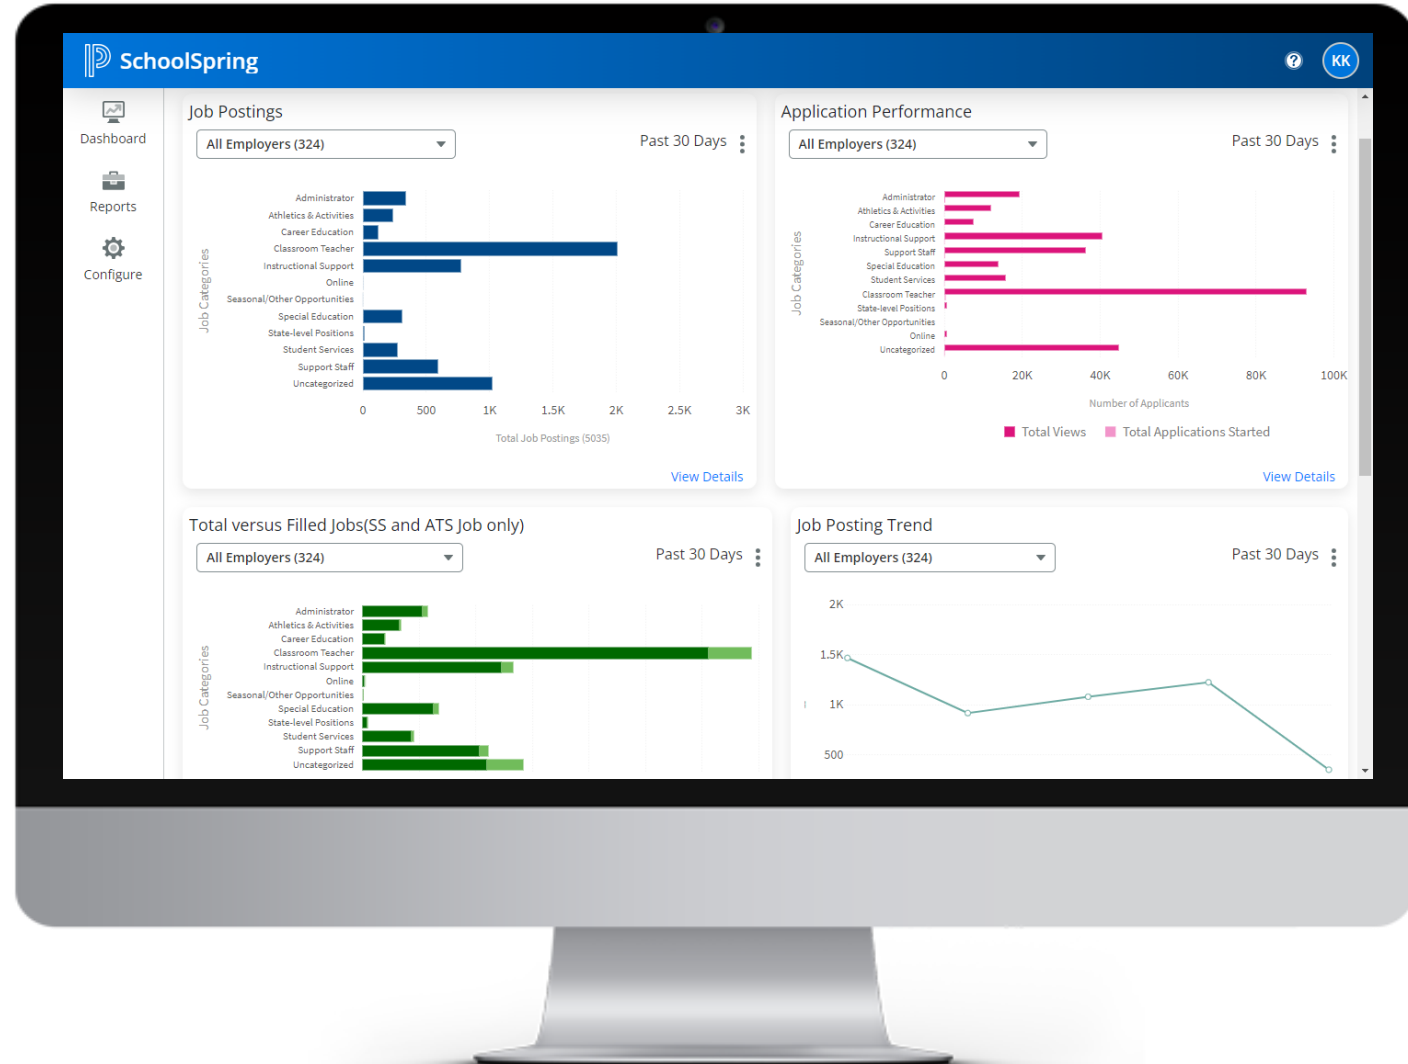 SchoolSpring
?
KK
Dashboard
Reports
Configure
Job Postings
All Employers (324)
Past 30 Days
Job Categories
Administrator
Athletics & Activities
Career Education
Classroom Teacher
Instructional Support
Online
Seasonal/Other Opportunities
Special Education
State-level Positions
Student Services
Support Staff
Uncategorized
0 500 1K 1.5K 2K 2.5K 3K
Total Job Postings (5035)
View Details
Application Performance
All Employers (324)
Past 30 Days
Job Categories
Administrator
Athletics & Activities
Career Education
Instructional Support
Support Staff
Special Education
Student Services
Classroom Teacher
State-level Positions
Seasonal/Other Opportunities
Online
Uncategorized
0 20K 40K 60K 80K 100K
Number of Applicants
Total Views Total Applications Started
View Details
Total versus Filled Jobs(SS and ATS Job only)
All Employers (324)
Past 30 Days
Job Categories
Administrator
Athletics & Activities
Career Education
Classroom Teacher
Instructional Support
Online
Seasonal/Other Opportunities
Special Education
State-level Positions
Student Services
Support Staff
Uncategorized
Job Posting Trend
All Employers (324)
Past 30 Days
2K
1.5K
1K
500